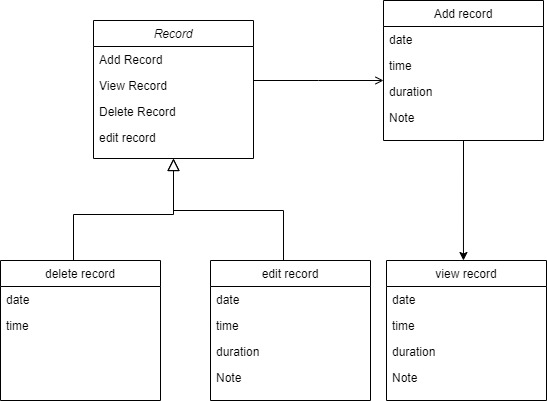 Record
Add Record
View Record
Delete Record
edit record
Add record
date
time
duration
Note
delete record
date
time
edit record
date
time
duration
Note
view record
date
time
duration
Note